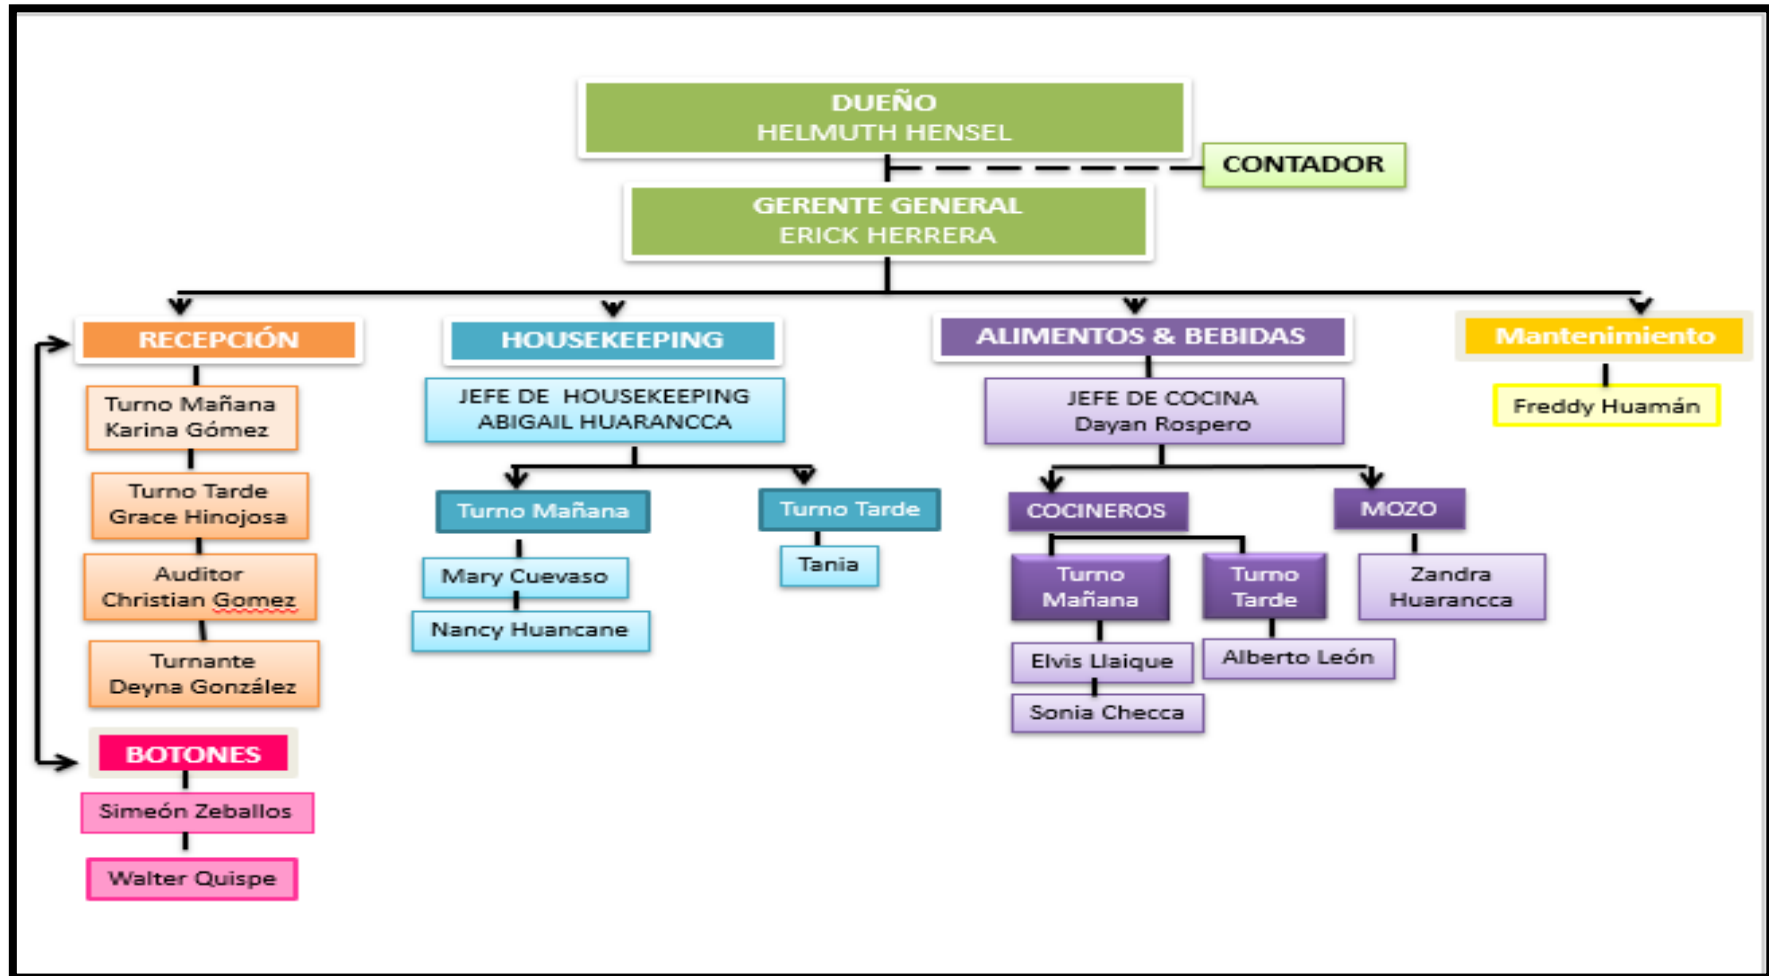 DUEÑO
HELMUTH HENSEL
CONTADOR
GERENTE GENERAL
ERICK HERRERA
RECEPCIÓN
Turno Mañana
Karina Gómez
Turno Tarde
Grace Hinojosa
Auditor
Christian Gomez
Turnante
Deyna González
BOTONES
Simeón Zeballos
Walter Quispe
HOUSEKEEPING
JEFE DE HOUSEKEEPING
ABIGAIL HUARANCCA
Turno Mañana
Mary Cuevaso
Nancy Huancane
Turno Tarde
Tania
ALIMENTOS & BEBIDAS
JEFE DE COCINA
Dayan Rospero
COCINEROS
Turno
Mañana
Elvis Llaique
Sonia Checca
Turno
Tarde
Alberto León
MOZO
Zandra
Huarancca
Mantenimiento
Freddy Huamán